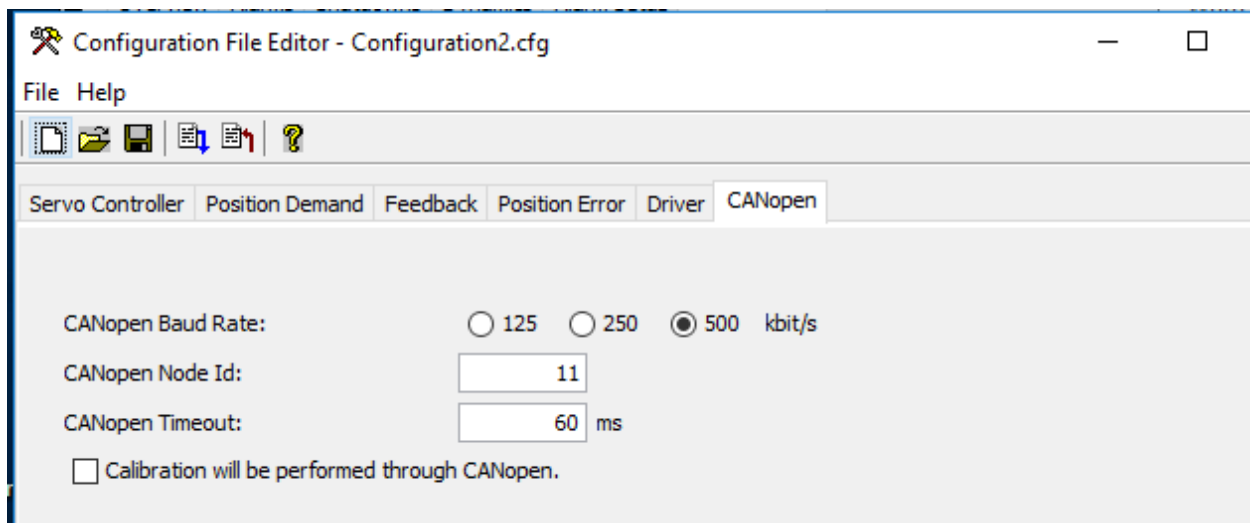 Configuration File Editor - Configuration2.cfg
File Help
Servo Controller Position Demand Feedback Position Error Driver CANopen
CANopen Baud Rate: 125 250 500 kbit/s
CANopen Node Id: 11
CANopen Timeout: 60 ms
Calibration will be performed through CANopen.